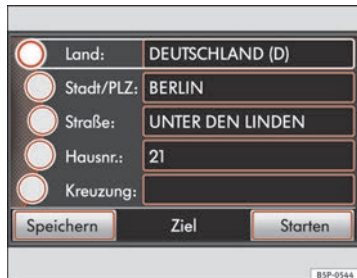 Land: DEUTSCHLAND (D)
Stadt/PLZ: BERLIN
Straße: UNTER DEN LINDEN
Hausnr.: 21
Kreuzung:
Speichern Ziel Starten
B5P-0544